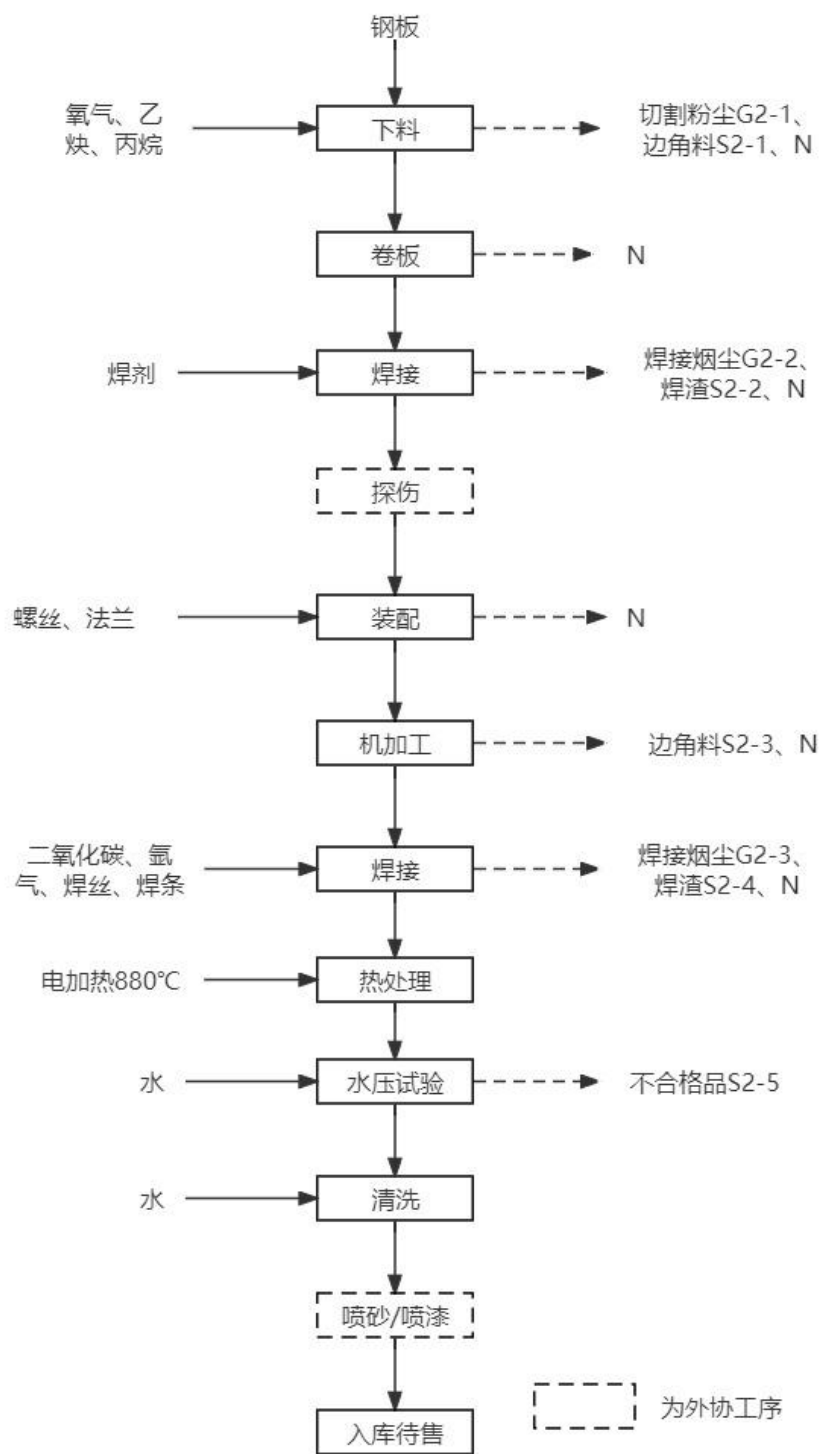 钢板
氧气、乙
炔、丙烷
下料
切割粉尘G2-1、
边角料S2-1、N
卷板
N
焊剂
焊接
焊接烟尘G2-2、
焊渣S2-2、N
探伤
螺丝、法兰
装配
N
机加工
边角料S2-3、N
二氧化碳、氩
气、焊丝、焊条
焊接
焊接烟尘G2-3、
焊渣S2-4、N
电加热880℃
热处理
水
水压试验
不合格品S2-5
水
清洗
喷砂/喷漆
为外协工序
入库待售